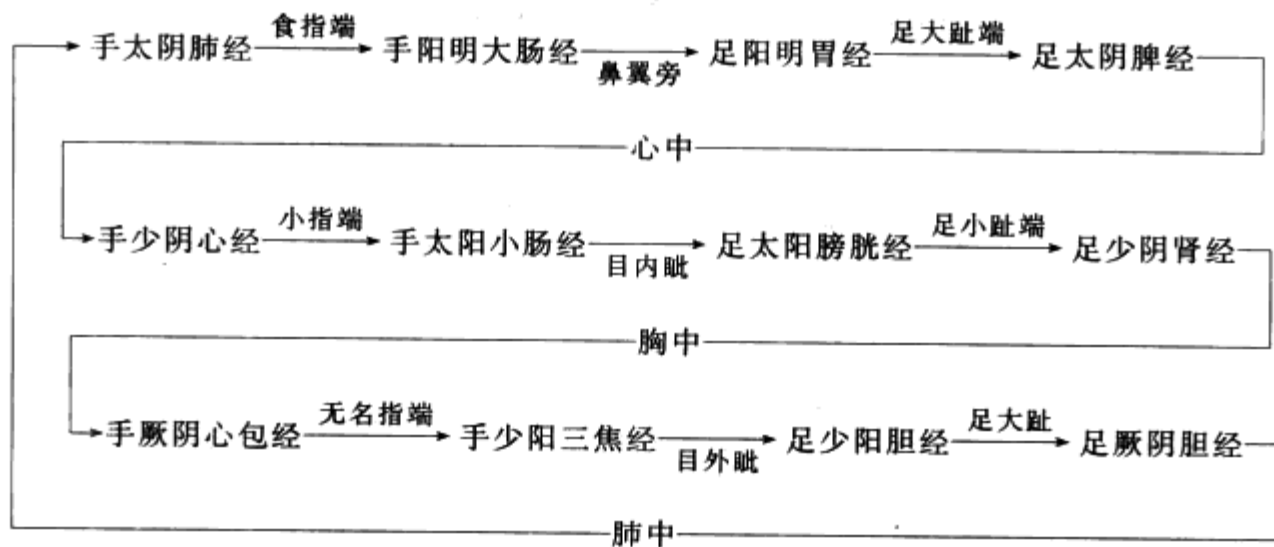 手太阴肺经 食指端 手阳明大肠经 鼻翼旁 足阳明胃经 足大趾端 足太阴脾经
心中
手少阴心经 小指端 手太阳小肠经 目内眦 足太阳膀胱经 足小趾端 足少阴肾经
胸中
手厥阴心包经 无名指端 手少阳三焦经 目外眦 足少阳胆经 足大趾 足厥阴胆经
肺中